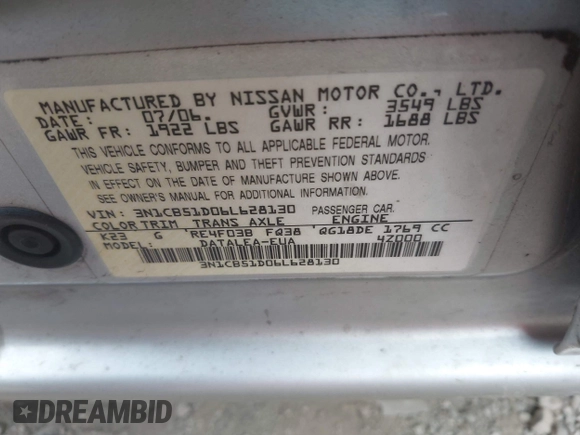 MANUFACTURED BY NISSAN MOTOR CO., LTD.
DATE: 07/06. GVWR: 3549 LBS
GAWR FR: 1922 LBS GAWR RR: 1688 LBS
THIS VEHICLE CONFORMS TO ALL APPLICABLE FEDERAL MOTOR
VEHICLE SAFETY, BUMPER AND THEFT PREVENTION STANDARDS
IN EFFECT ON THE DATE OF MANUFACTURE SHOWN ABOVE.
SEE OWNER'S MANUAL FOR ADDITIONAL INFORMATION.
VIN: 3N1CB51D06L628130 PASSENGER CAR.
COLOR TRIM TRANS AXLE ENGINE
K23 G RE4F03B FQ38 QG18DE 1769 CC
MODEL: DATALEA-EUA 4Z000
3N1CB51D06L628130
DREAMBID